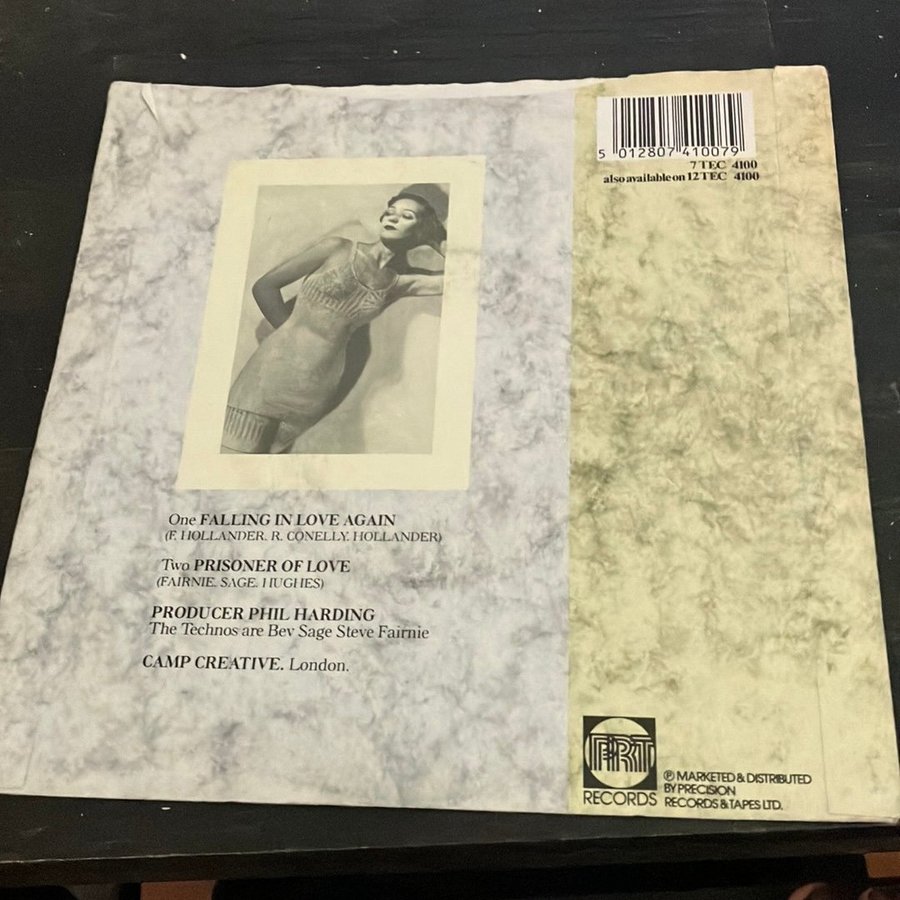 5 012807 410079
7 TEC 4100
also available on 12 TEC 4100
One FALLING IN LOVE AGAIN
(F. HOLLANDER. R. CONELLY. HOLLANDER)
Two PRISONER OF LOVE
(FAIRNIE. SAGE. HUGHES)
PRODUCER PHIL HARDING
The Technos are Bev Sage Steve Fairnie
CAMP CREATIVE. London.
PRT
RECORDS
℗ MARKETED & DISTRIBUTED
BY PRECISION
RECORDS & TAPES LTD.